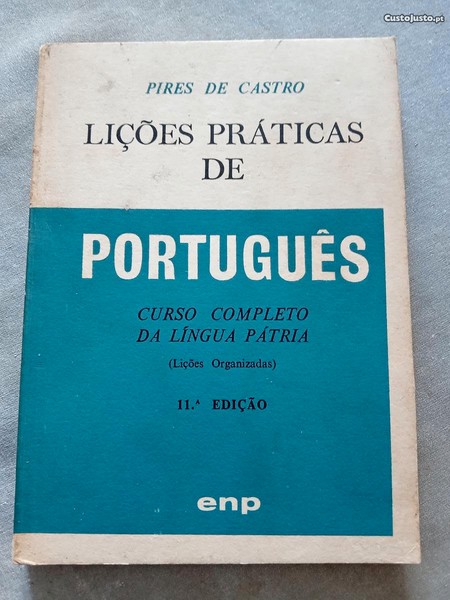 CustoJusto.pt
PIRES DE CASTRO
LIÇÕES PRÁTICAS
DE
PORTUGUÊS
CURSO COMPLETO
DA LÍNGUA PÁTRIA
(Lições Organizadas)
11.ª EDIÇÃO
enp